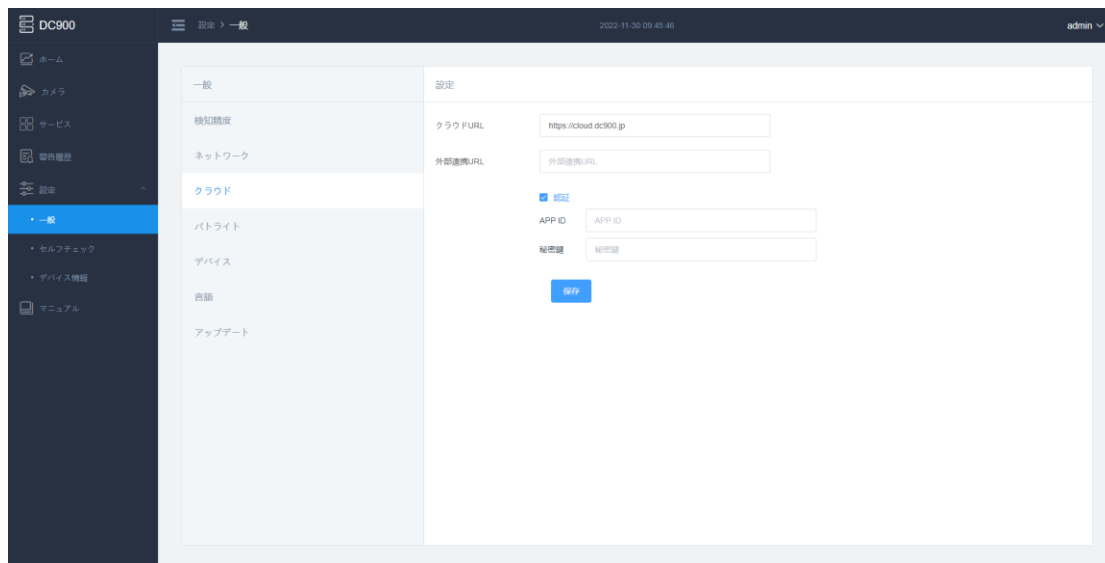 DC900
設定 > 一般
2022-11-30 09:45:46
admin
ホーム
カメラ
サービス
警告履歴
設定
・一般
・セルフチェック
・デバイス情報
マニュアル
一般
検知精度
ネットワーク
クラウド
パトライト
デバイス
言語
アップデート
設定
クラウドURL
https://cloud.dc900.jp
外部連携URL
外部連携URL
認証
APP ID
APP ID
秘密鍵
秘密鍵
保存